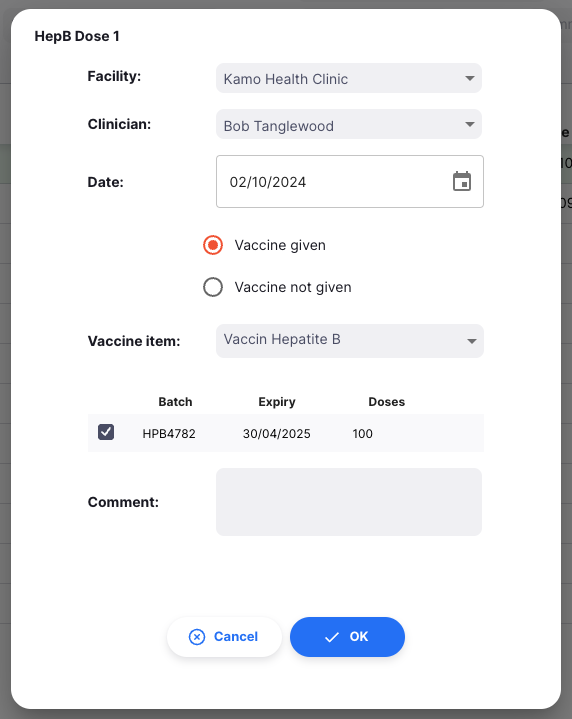 HepB Dose 1
Facility: Kamo Health Clinic
Clinician: Bob Tanglewood
Date: 02/10/2024
Vaccine given
Vaccine not given
Vaccine item: Vaccin Hepatite B
Batch Expiry Doses
HPB4782 30/04/2025 100
Comment:
Cancel OK